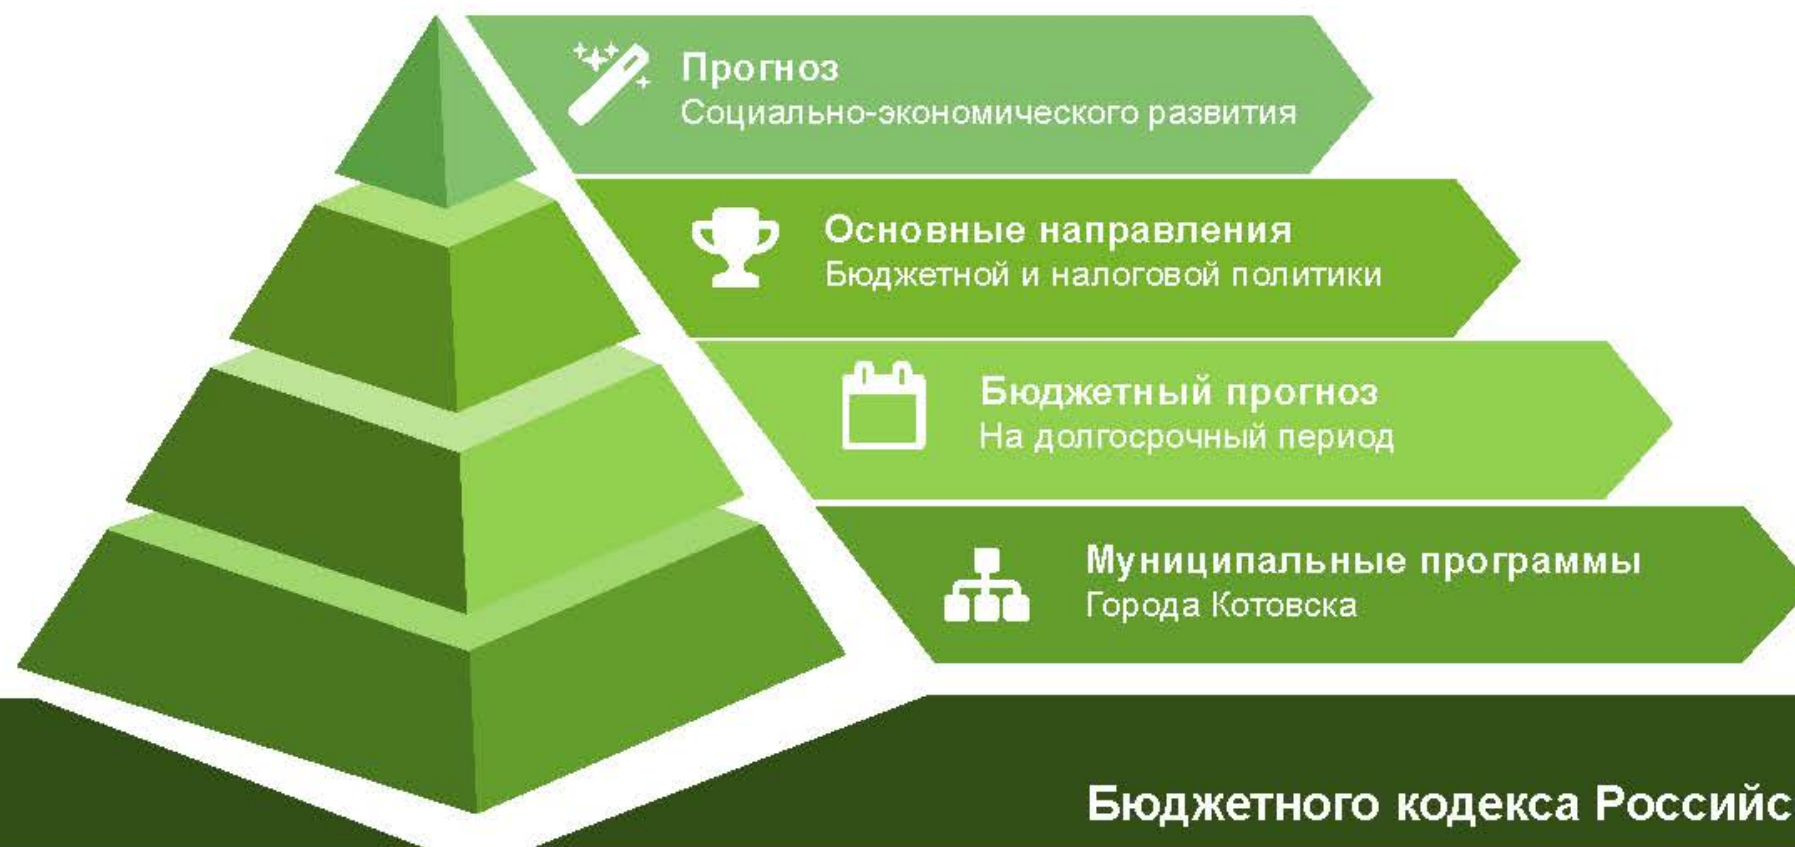 Прогноз
Социально-экономического развития
Основные направления
Бюджетной и налоговой политики
Бюджетный прогноз
На долгосрочный период
Муниципальные программы
Города Котовска
Бюджетного кодекса Российс